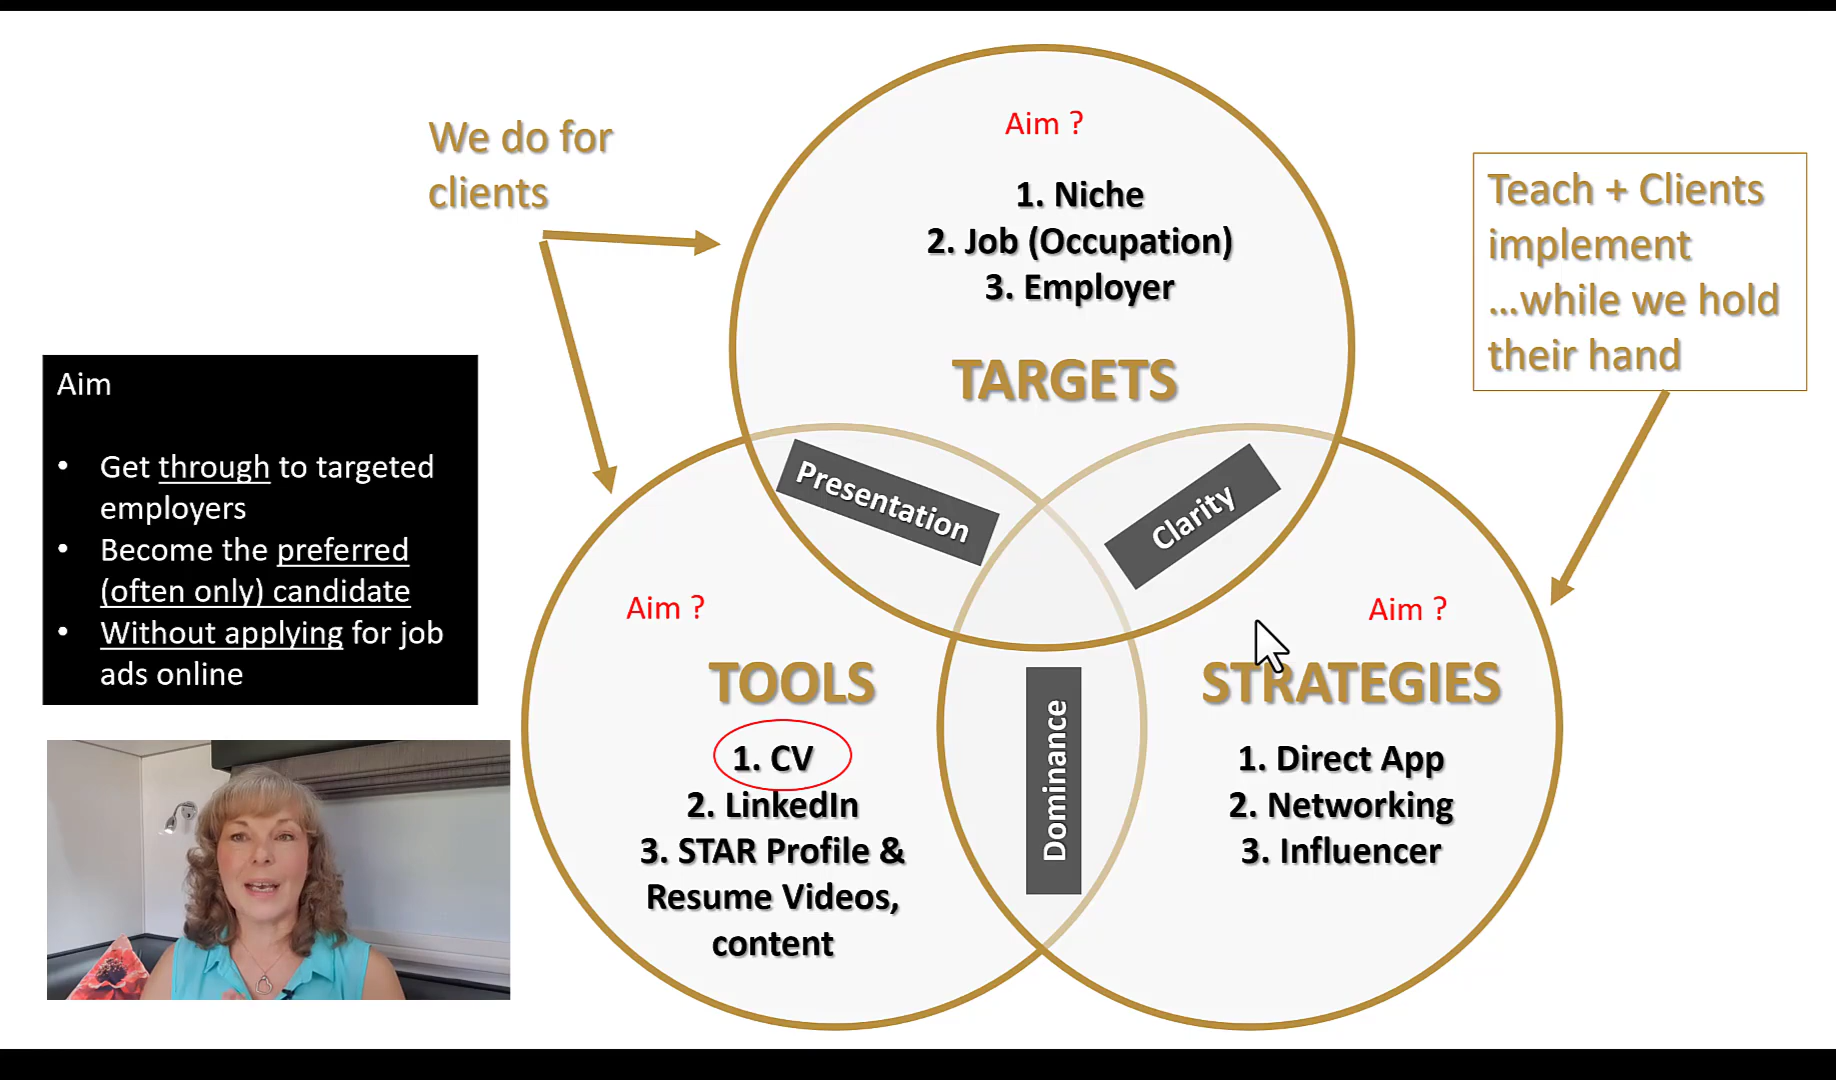 We do for
clients
Aim ?
1. Niche
2. Job (Occupation)
3. Employer
TARGETS
Teach + Clients
implement
...while we hold
their hand
Aim
• Get through to targeted
employers
• Become the preferred
(often only) candidate
• Without applying for job
ads online
Presentation
Clarity
Dominance
Aim ?
TOOLS
1. CV
2. LinkedIn
3. STAR Profile &
Resume Videos,
content
Aim ?
STRATEGIES
1. Direct App
2. Networking
3. Influencer